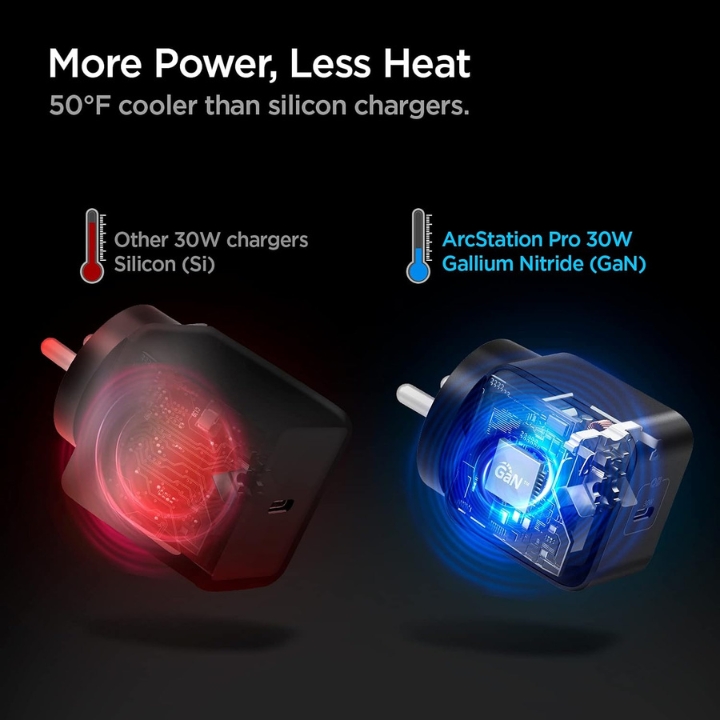 More Power, Less Heat
50°F cooler than silicon chargers.
Other 30W chargers
Silicon (Si)
ArcStation Pro 30W
Gallium Nitride (GaN)
GaN™